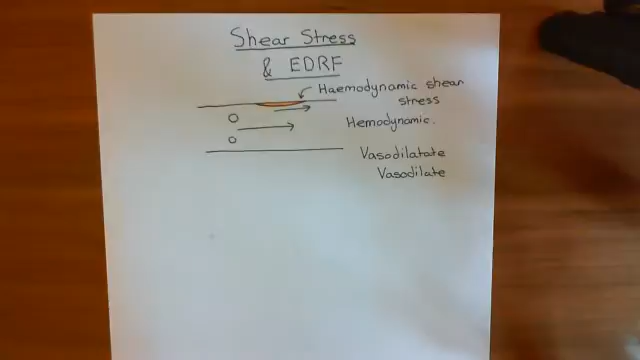 Shear Stress
& EDRF
Haemodynamic shear
stress
Hemodynamic.
Vasodilatate
Vasodilate